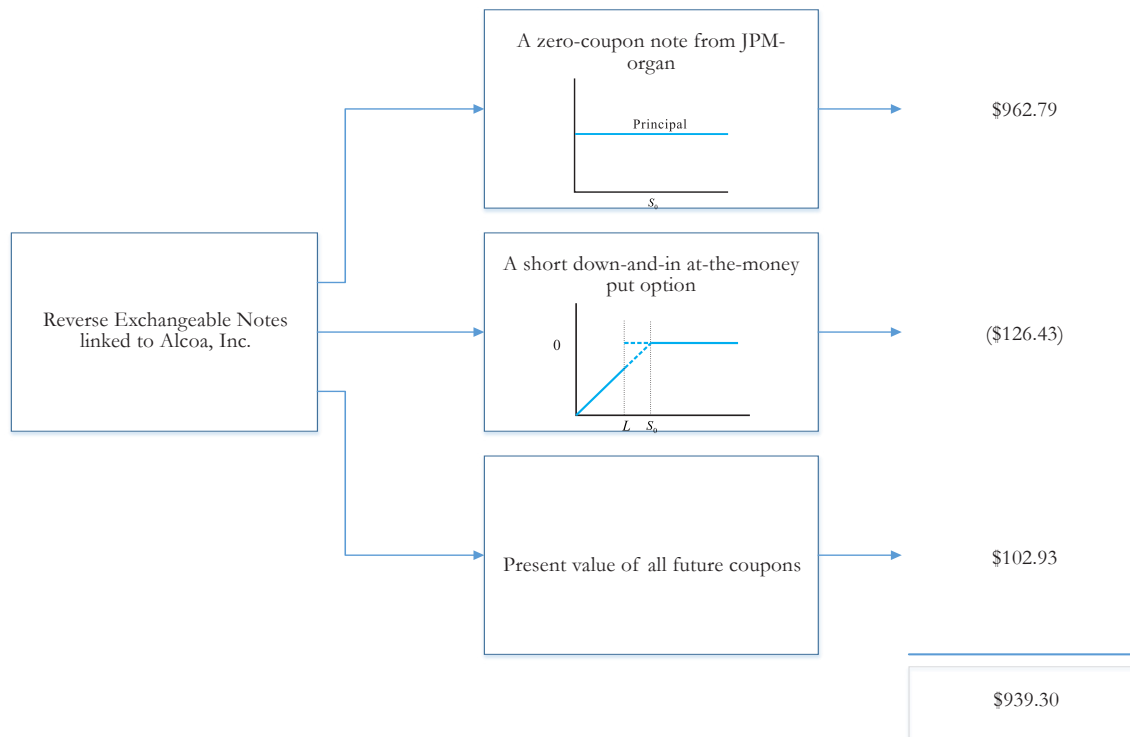 A zero-coupon note from JPM-
organ
Principal
S₀
$962.79
Reverse Exchangeable Notes
linked to Alcoa, Inc.
A short down-and-in at-the-money
put option
0
L S₀
($126.43)
Present value of all future coupons
$102.93
$939.30